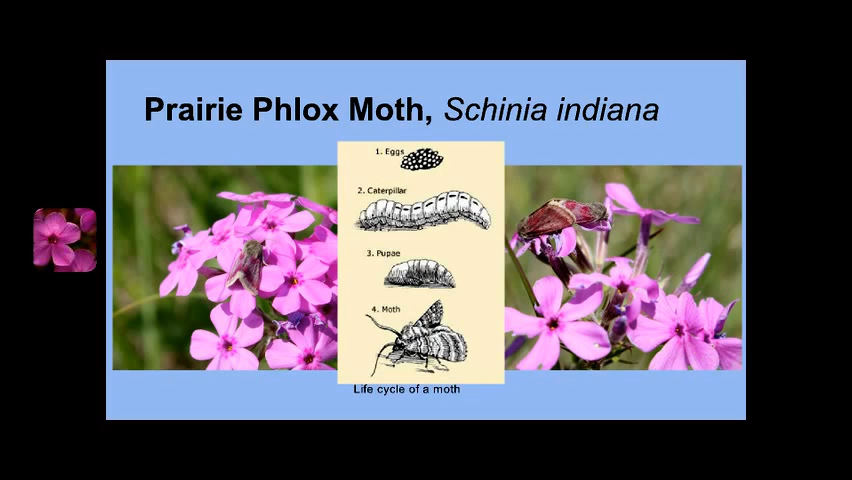 Prairie Phlox Moth, Schinia indiana
1. Eggs
2. Caterpillar
3. Pupae
4. Moth
Life cycle of a moth